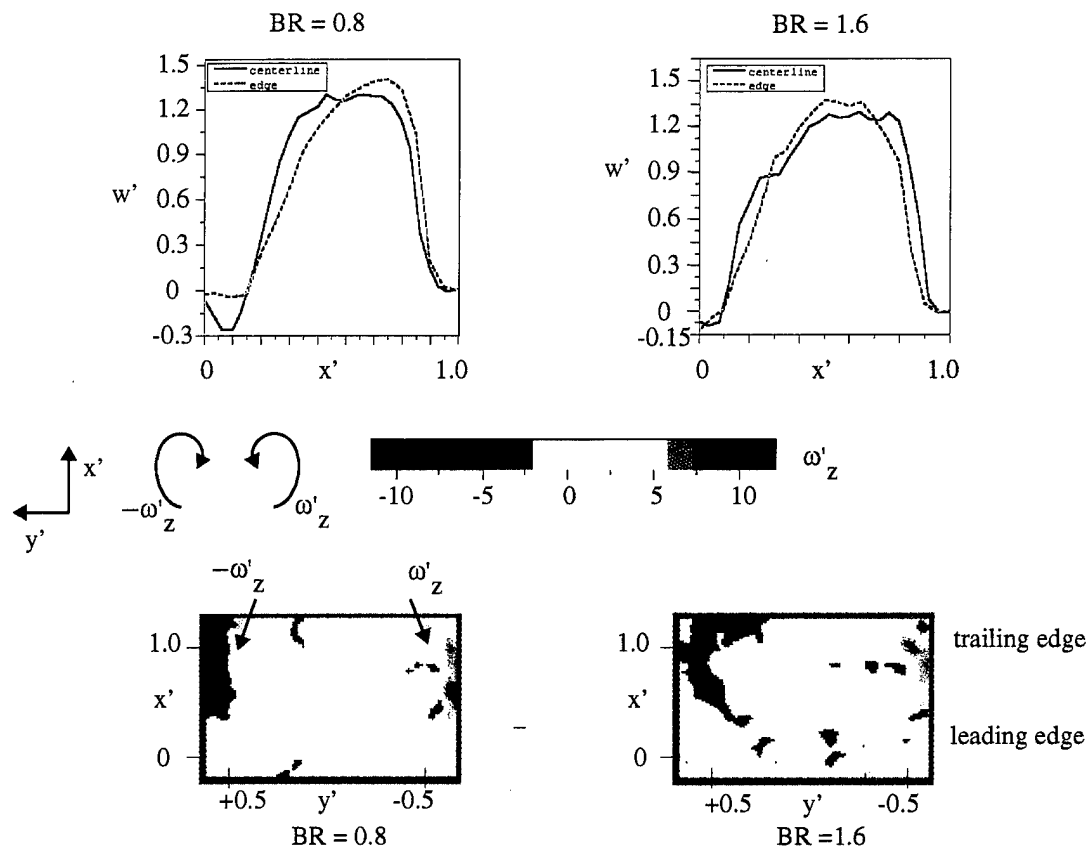 BR = 0.8
1.5
1.2
0.9
0.6
0.3
0
-0.3
w'
centerline
edge
0
x'
1.0
BR = 1.6
1.5
1.2
0.9
0.6
0.3
0
-0.15
w'
centerline
edge
0
x'
1.0
x'
y'
−ω'z
ω'z
-10
-5
0
5
10
ω'z
−ω'z
ω'z
1.0
x'
0
+0.5
y'
-0.5
BR = 0.8
1.0
x'
0
trailing edge
leading edge
+0.5
y'
-0.5
BR =1.6